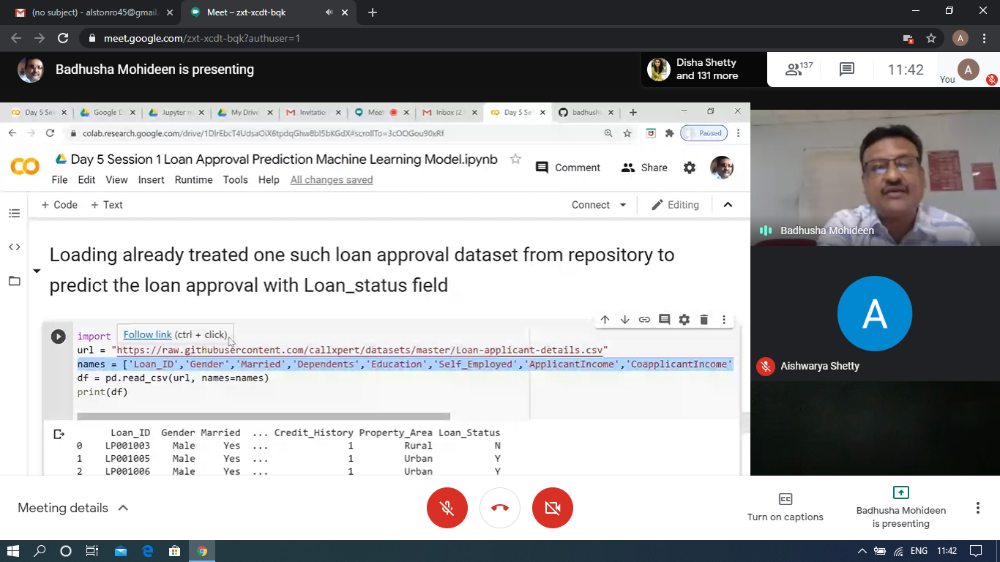 (no subject) - alstonro45@gmail.
Meet – zxt-xcdt-bqk
meet.google.com/zxt-xcdt-bqk?authuser=1
A
Badhusha Mohideen is presenting
Disha Shetty
and 131 more
137
11:42
You
A
Day 5 Se
Google D
Jupyter n
My Drive
Invitatio
Meet
Inbox (2
Day 5 Se
badhush
colab.research.google.com/drive/1DlrEbcT4UdsaOiX6tpdqGhw8bI5bKGdX#scrollTo=3cOOGou90xRf
Paused
CO
Day 5 Session 1 Loan Approval Prediction Machine Learning Model.ipynb
Comment
Share
File Edit View Insert Runtime Tools Help All changes saved
+ Code + Text
Connect
Editing
Loading already treated one such loan approval dataset from repository to
predict the loan approval with Loan_status field
import
Follow link (ctrl + click)
url = "https://raw.githubusercontent.com/callxpert/datasets/master/Loan-applicant-details.csv"
names = ['Loan_ID','Gender','Married','Dependents','Education','Self_Employed','ApplicantIncome','CoapplicantIncome'
df = pd.read_csv(url, names=names)
print(df)
Loan_ID Gender Married ... Credit_History Property_Area Loan_Status
0 LP001003 Male Yes ... 1 Rural N
1 LP001005 Male Yes ... 1 Urban Y
2 LP001006 Male Yes ... 1 Urban Y
Badhusha Mohideen
A
Aishwarya Shetty
Meeting details
CC
Turn on captions
Badhusha Mohideen
is presenting
ENG
11:42